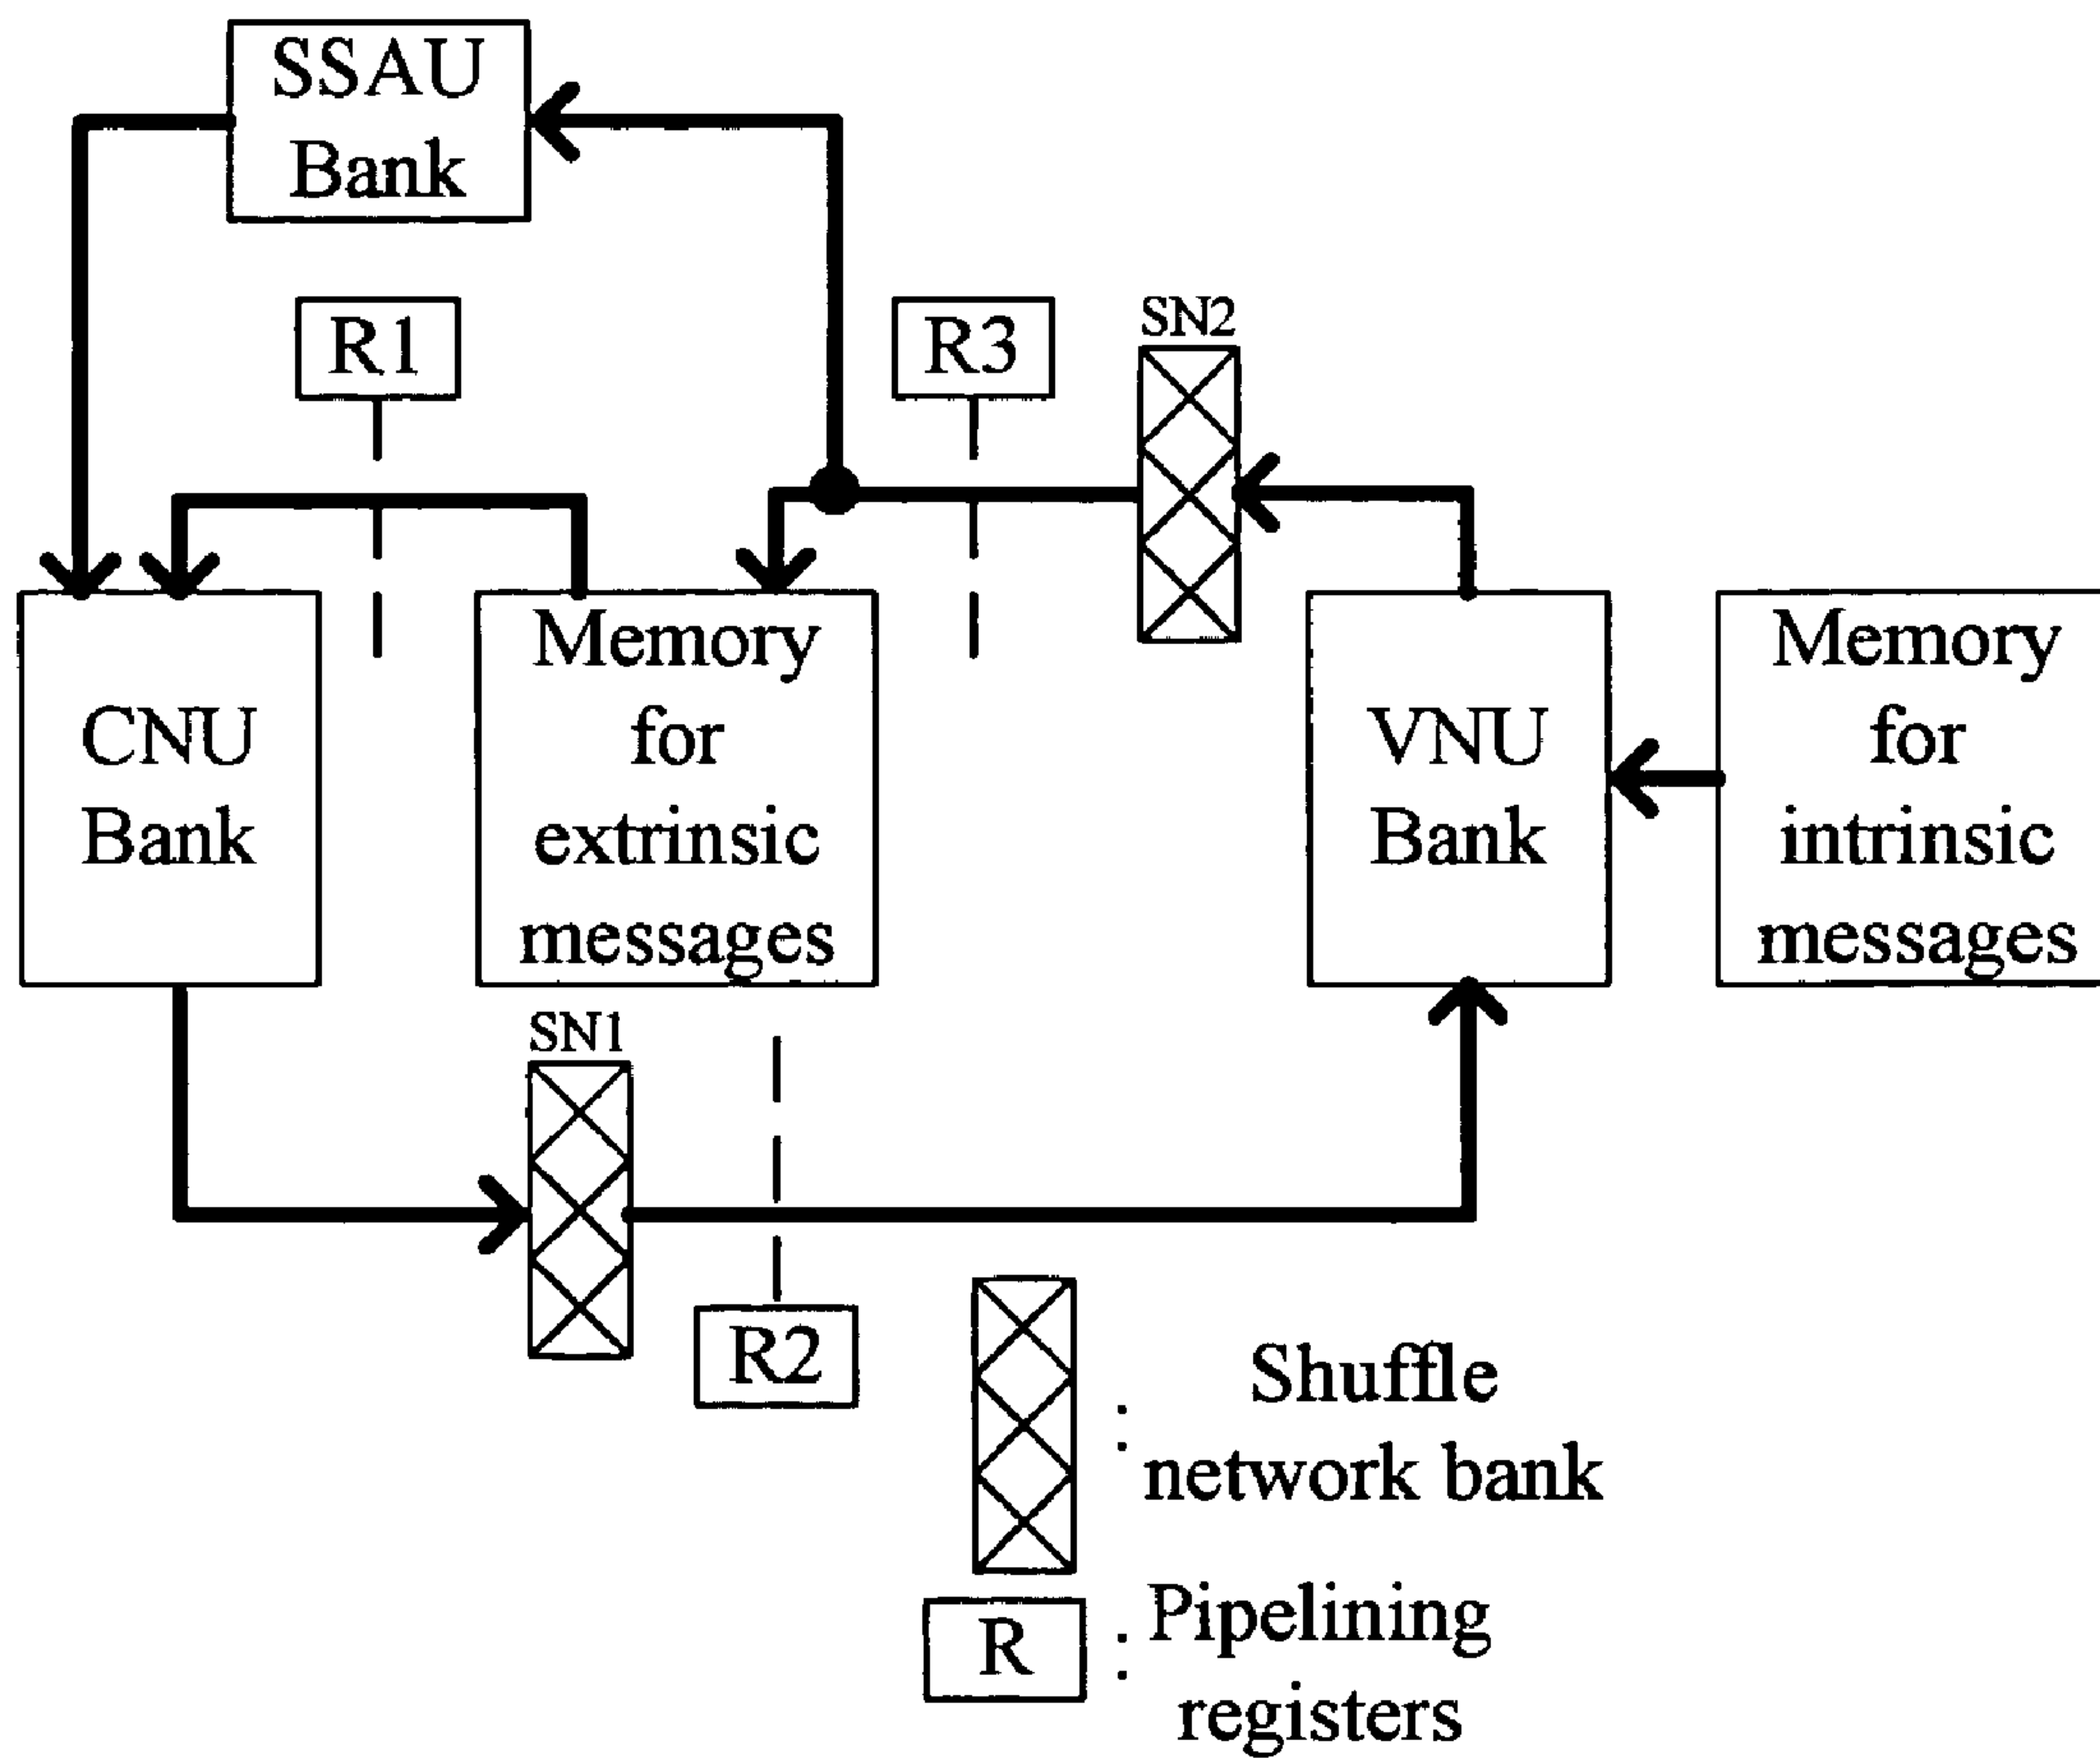 SSAU
Bank
R1
R3
SN2
CNU
Bank
Memory
for
extrinsic
messages
VNU
Bank
Memory
for
intrinsic
messages
SN1
R2
: Shuffle
network bank
R : Pipelining
registers